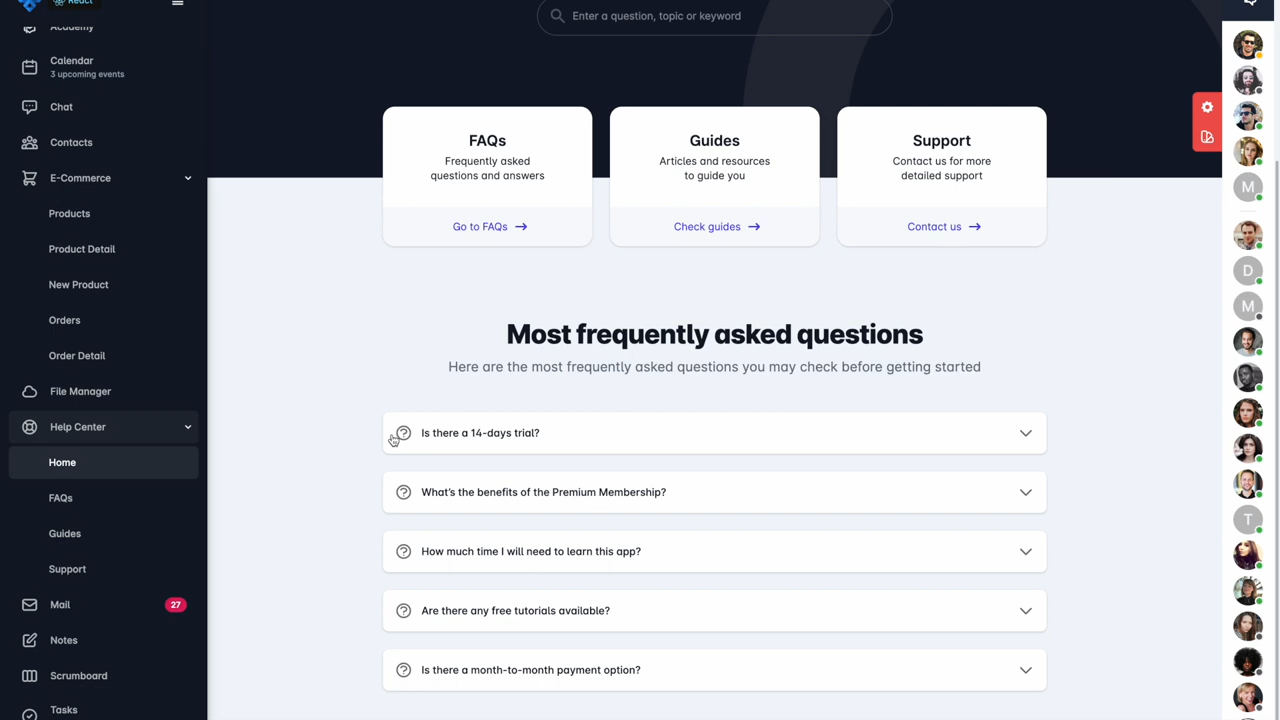 React
Academy
Calendar
3 upcoming events
Chat
Contacts
E-Commerce
Products
Product Detail
New Product
Orders
Order Detail
File Manager
Help Center
Home
FAQs
Guides
Support
Mail
27
Notes
Scrumboard
Tasks
Enter a question, topic or keyword
FAQs
Frequently asked
questions and answers
Go to FAQs
Guides
Articles and resources
to guide you
Check guides
Support
Contact us for more
detailed support
Contact us
Most frequently asked questions
Here are the most frequently asked questions you may check before getting started
Is there a 14-days trial?
What's the benefits of the Premium Membership?
How much time I will need to learn this app?
Are there any free tutorials available?
Is there a month-to-month payment option?
M
D
M
T